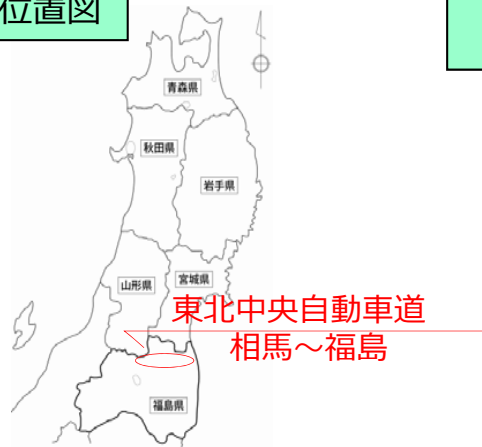 位置図
青森県
秋田県
岩手県
山形県
宮城県
東北中央自動車道
相馬～福島
福島県